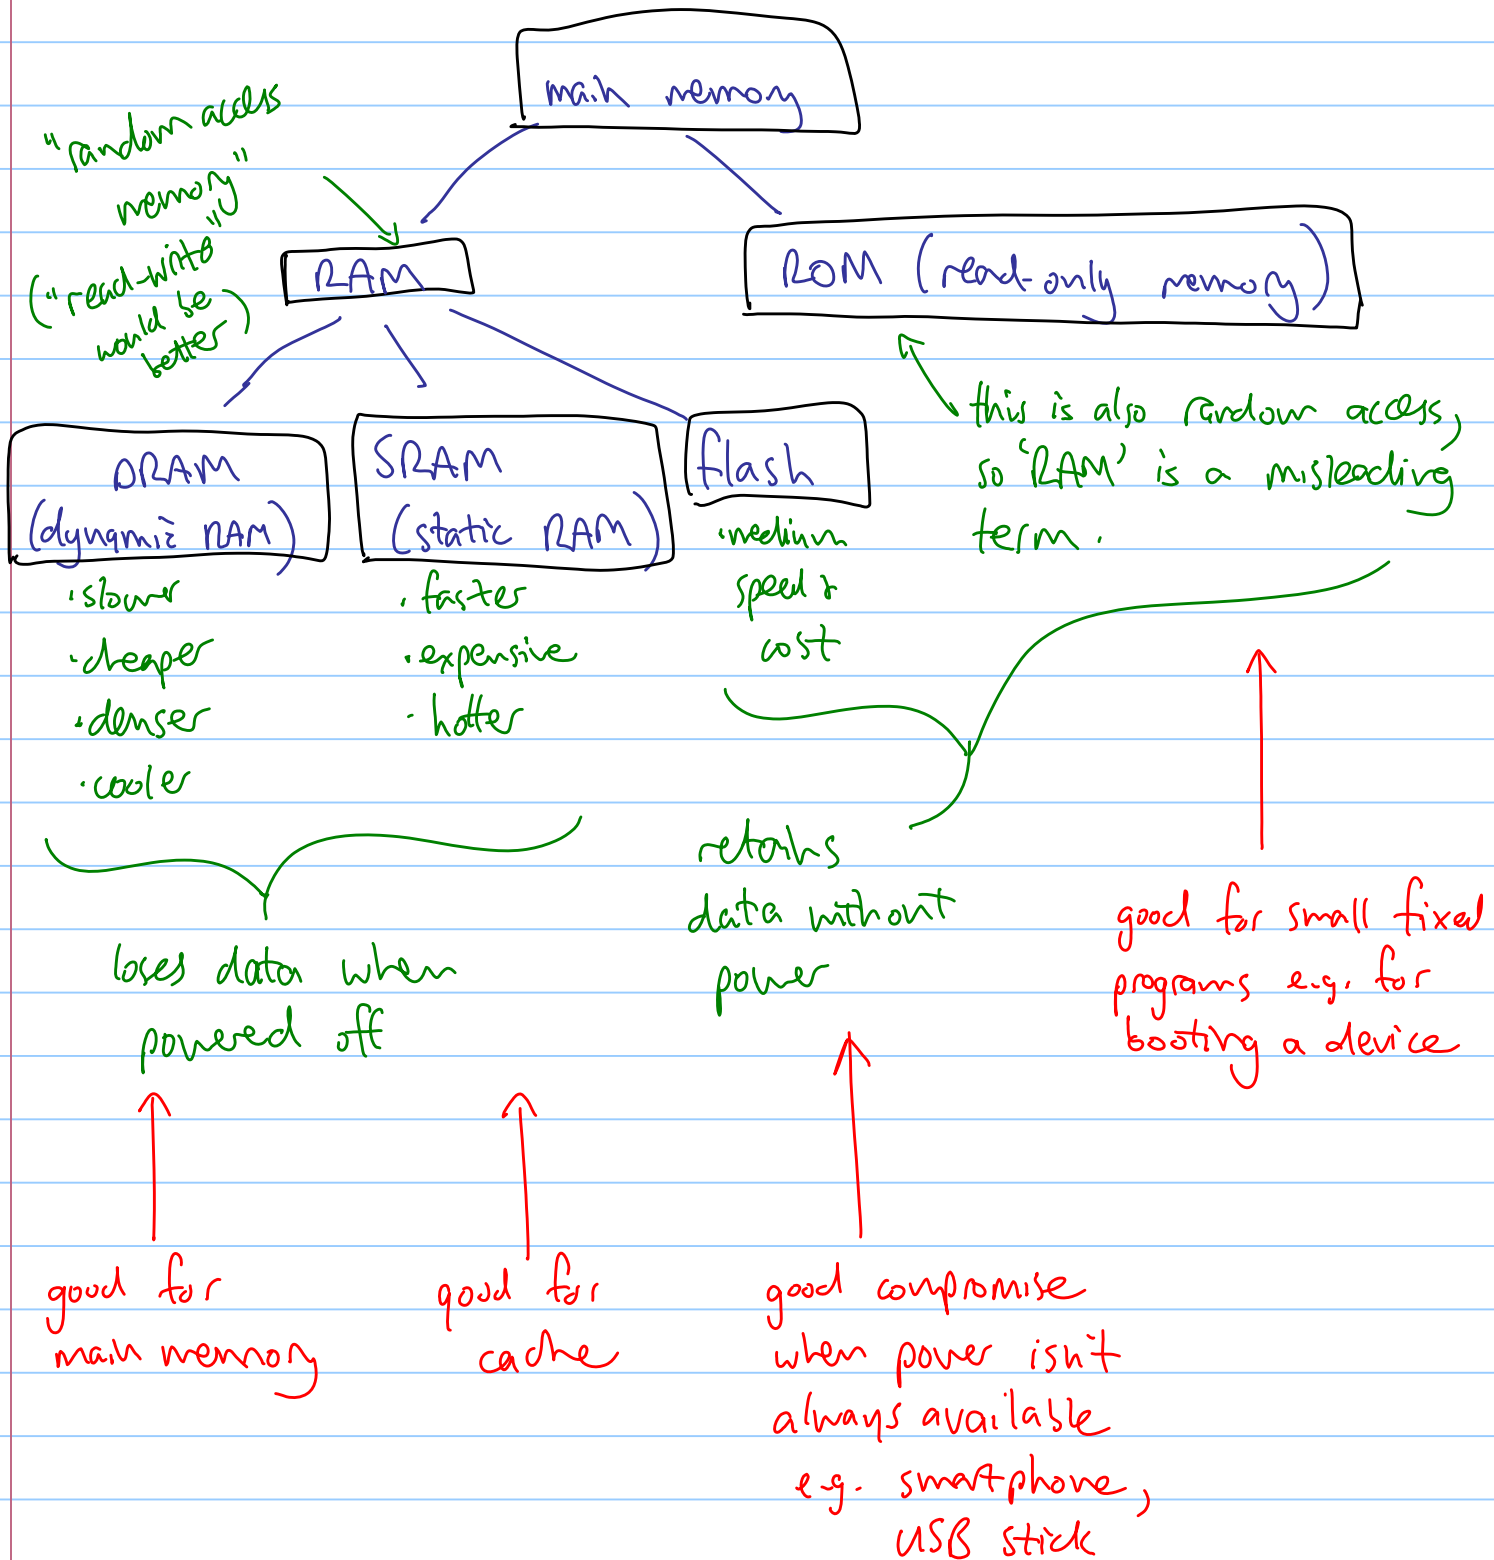 main memory
"random access
memory"
("read-write"
would be
better)
RAM
ROM (read-only memory)
this is also random access,
so 'RAM' is a misleading
term.
DRAM
(dynamic RAM)
· slower
· cheaper
· denser
· cooler
SRAM
(static RAM)
· faster
· expensive
· hotter
flash
· medium
speed &
cost
loses data when
powered off
retains
data without
power
good for small fixed
programs e.g. for
booting a device
good for
main memory
good for
cache
good compromise
when power isn't
always available
e.g. smartphone,
USB stick